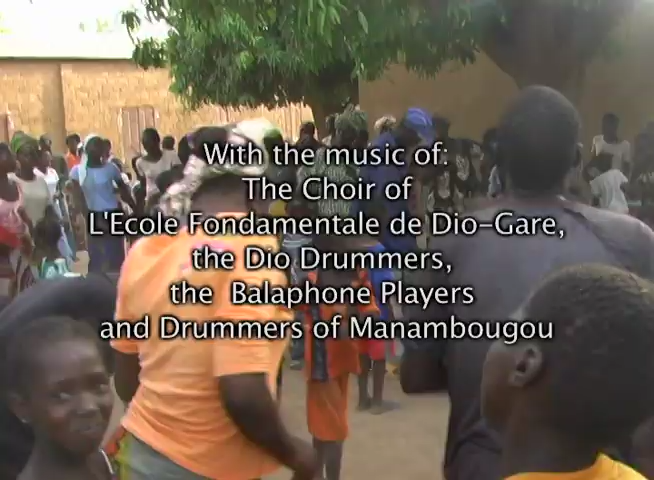 With the music of:
The Choir of
L'Ecole Fondamentale de Dio-Gare,
the Dio Drummers,
the Balaphone Players
and Drummers of Manambougou